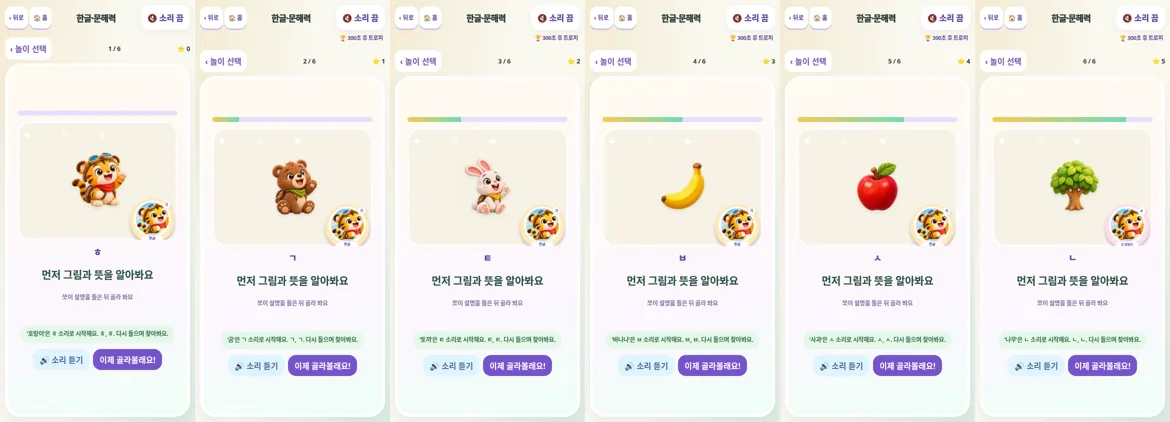 ‹ 뒤로 🏠 홈 한글·문해력 🔇 소리 끔
‹ 놀이 선택 1 / 6 ⭐ 0
한글
ㅎ
먼저 그림과 뜻을 알아봐요
쪼이 설명을 들은 뒤 골라 봐요
'호랑이'은 ㅎ 소리로 시작해요. ㅎ, ㅎ. 다시 들으며 찾아봐요.
🔊 소리 듣기 이제 골라볼래요!
‹ 뒤로 🏠 홈 한글·문해력 🔇 소리 끔
🏆 300초 후 트로피
‹ 놀이 선택 2 / 6 ⭐ 1
한글
ㄱ
먼저 그림과 뜻을 알아봐요
쪼이 설명을 들은 뒤 골라 봐요
'곰'은 ㄱ 소리로 시작해요. ㄱ, ㄱ. 다시 들으며 찾아봐요.
🔊 소리 듣기 이제 골라볼래요!
‹ 뒤로 🏠 홈 한글·문해력 🔇 소리 끔
🏆 300초 후 트로피
‹ 놀이 선택 3 / 6 ⭐ 2
한글
ㅌ
먼저 그림과 뜻을 알아봐요
쪼이 설명을 들은 뒤 골라 봐요
'토끼'은 ㅌ 소리로 시작해요. ㅌ, ㅌ. 다시 들으며 찾아봐요.
🔊 소리 듣기 이제 골라볼래요!
‹ 뒤로 🏠 홈 한글·문해력 🔇 소리 끔
🏆 300초 후 트로피
‹ 놀이 선택 4 / 6 ⭐ 3
한글
ㅂ
먼저 그림과 뜻을 알아봐요
쪼이 설명을 들은 뒤 골라 봐요
'바나나'은 ㅂ 소리로 시작해요. ㅂ, ㅂ. 다시 들으며 찾아봐요.
🔊 소리 듣기 이제 골라볼래요!
‹ 뒤로 🏠 홈 한글·문해력 🔇 소리 끔
🏆 300초 후 트로피
‹ 놀이 선택 5 / 6 ⭐ 4
한글
ㅅ
먼저 그림과 뜻을 알아봐요
쪼이 설명을 들은 뒤 골라 봐요
'사과'은 ㅅ 소리로 시작해요. ㅅ, ㅅ. 다시 들으며 찾아봐요.
🔊 소리 듣기 이제 골라볼래요!
‹ 뒤로 🏠 홈 한글·문해력 🔇 소리 끔
🏆 300초 후 트로피
‹ 놀이 선택 6 / 6 ⭐ 5
ㄴ
먼저 그림과 뜻을 알아봐요
쪼이 설명을 들은 뒤 골라 봐요
'나무'은 ㄴ 소리로 시작해요. ㄴ, ㄴ. 다시 들으며 찾아봐요.
🔊 소리 듣기 이제 골라볼래요!